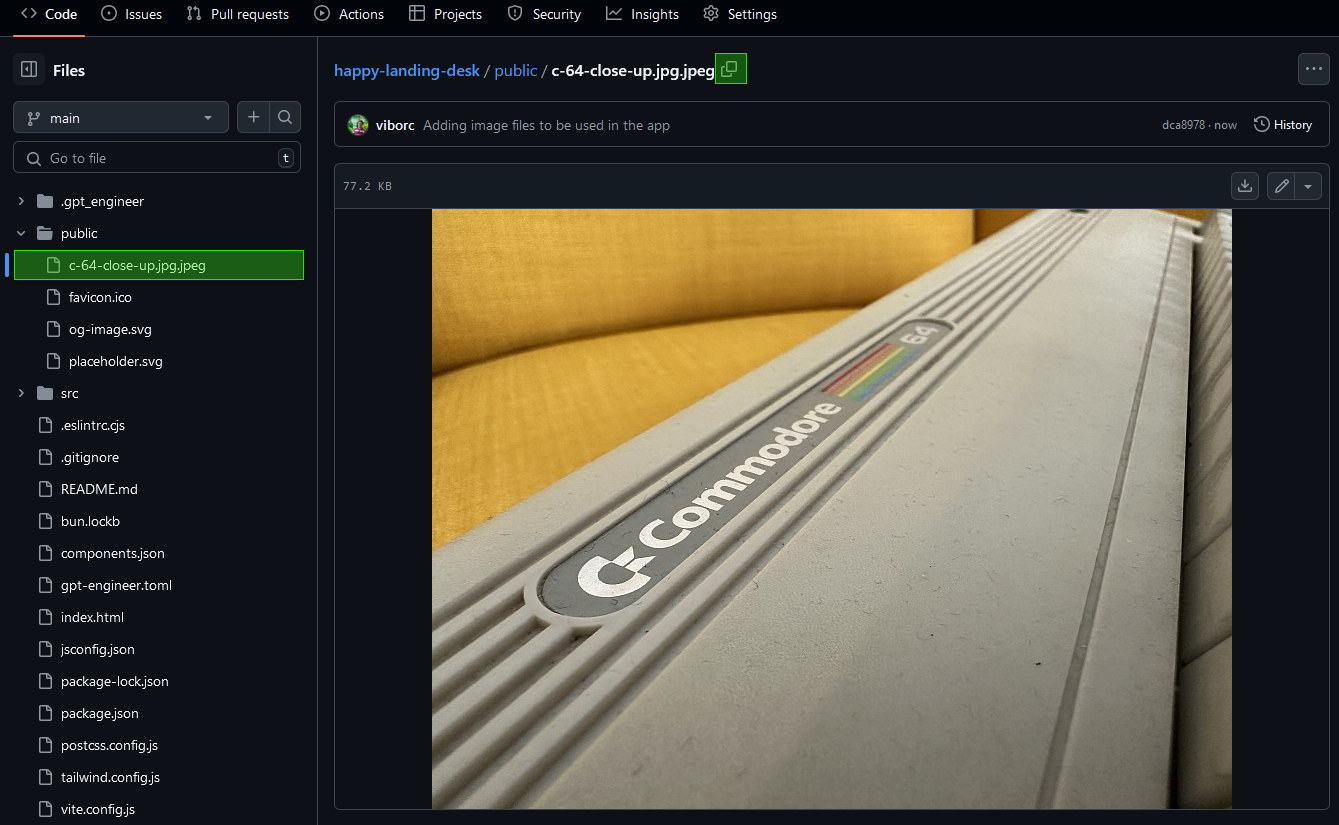 Code Issues Pull requests Actions Projects Security Insights Settings
Files
main
Go to file t
.gpt_engineer
public
c-64-close-up.jpg.jpeg
favicon.ico
og-image.svg
placeholder.svg
src
.eslintrc.cjs
.gitignore
README.md
bun.lockb
components.json
gpt-engineer.toml
index.html
jsconfig.json
package-lock.json
package.json
postcss.config.js
tailwind.config.js
vite.config.js
happy-landing-desk / public / c-64-close-up.jpg.jpeg
viborc Adding image files to be used in the app dca8978 · now History
77.2 KB
Commodore 64